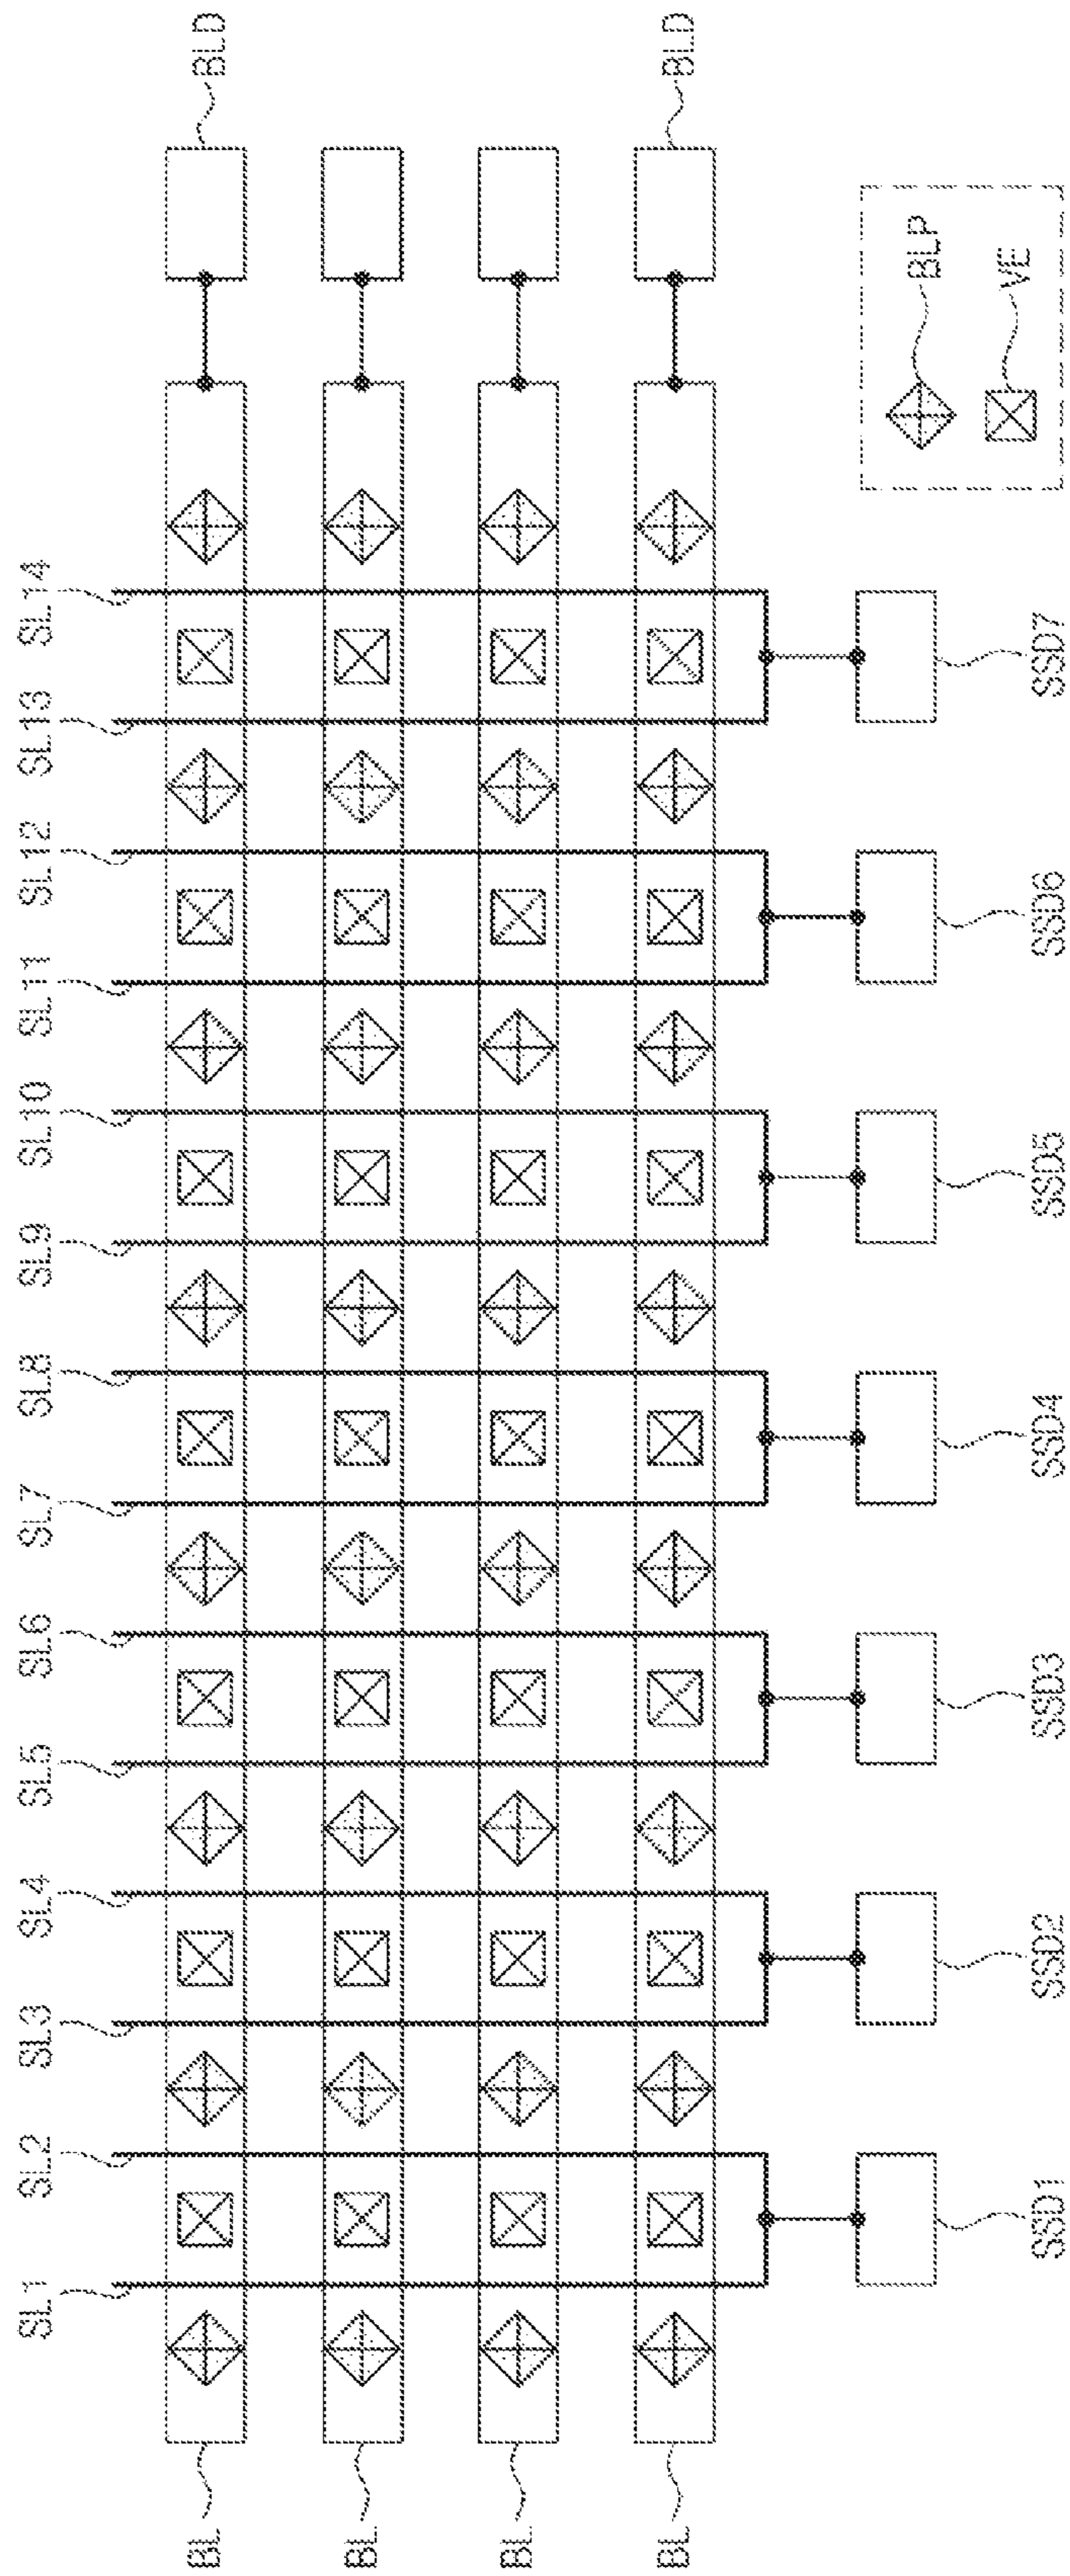 SL1
SL2
SL3
SL4
SL5
SL6
SL7
SL8
SL9
SL10
SL11
SL12
SL13
SL14
BL
BLD
BL
BL
BL
BLD
SSD1
SSD2
SSD3
SSD4
SSD5
SSD6
SSD7
BLP
VE